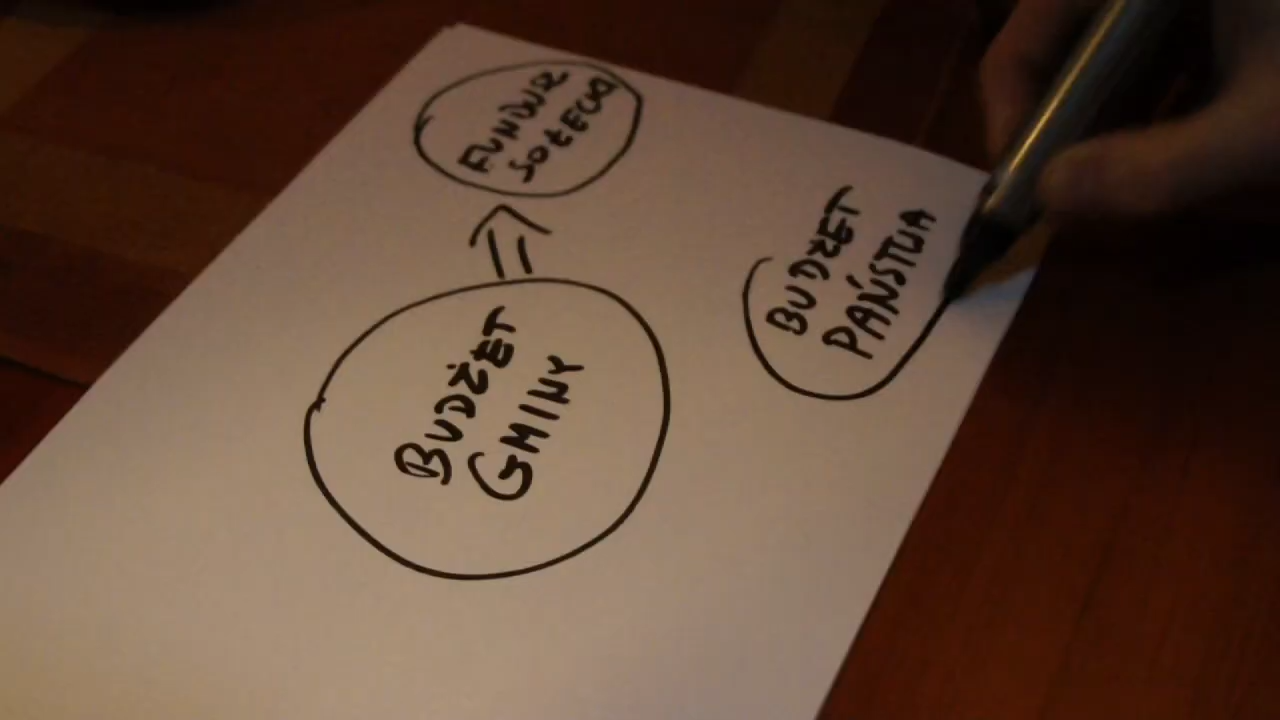 FUNDUSZ
SOŁECKI
BUDŻET
GMINY
BUDŻET
PAŃSTWA